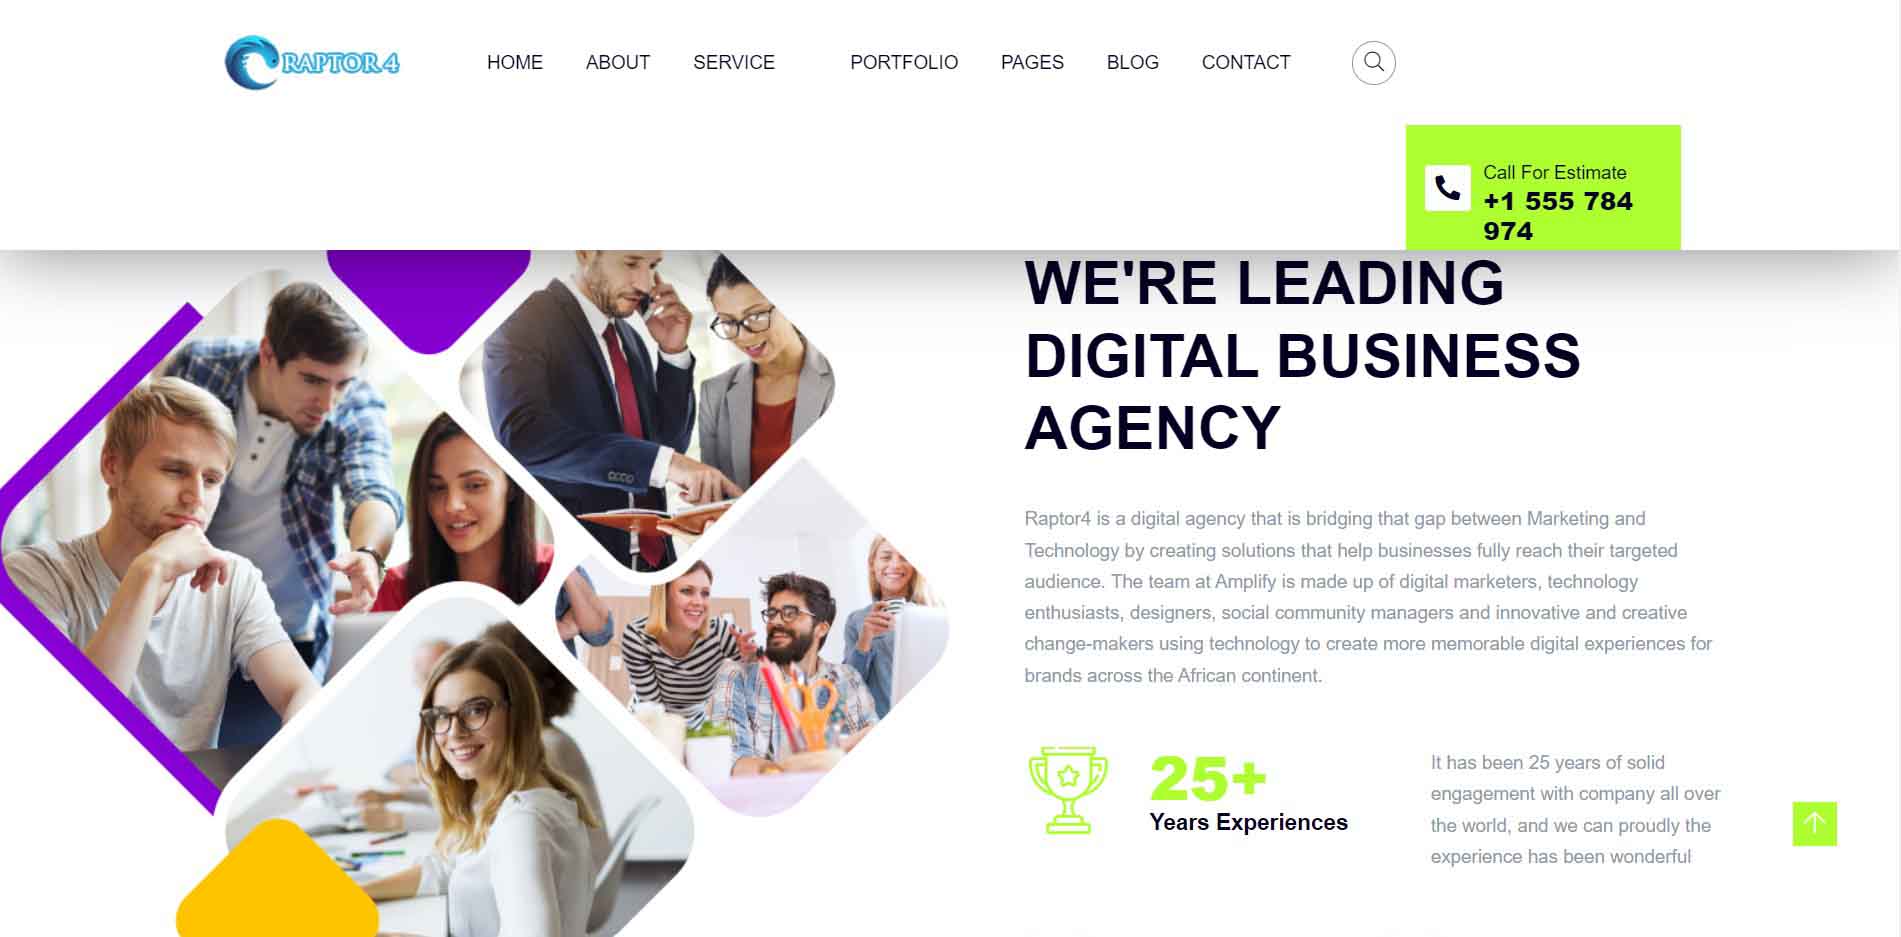 RAPTOR 4
HOME ABOUT SERVICE PORTFOLIO PAGES BLOG CONTACT
Call For Estimate
+1 555 784
974
WE'RE LEADING
DIGITAL BUSINESS
AGENCY
Raptor4 is a digital agency that is bridging that gap between Marketing and
Technology by creating solutions that help businesses fully reach their targeted
audience. The team at Amplify is made up of digital marketers, technology
enthusiasts, designers, social community managers and innovative and creative
change-makers using technology to create more memorable digital experiences for
brands across the African continent.
25+
Years Experiences
It has been 25 years of solid
engagement with company all over
the world, and we can proudly the
experience has been wonderful